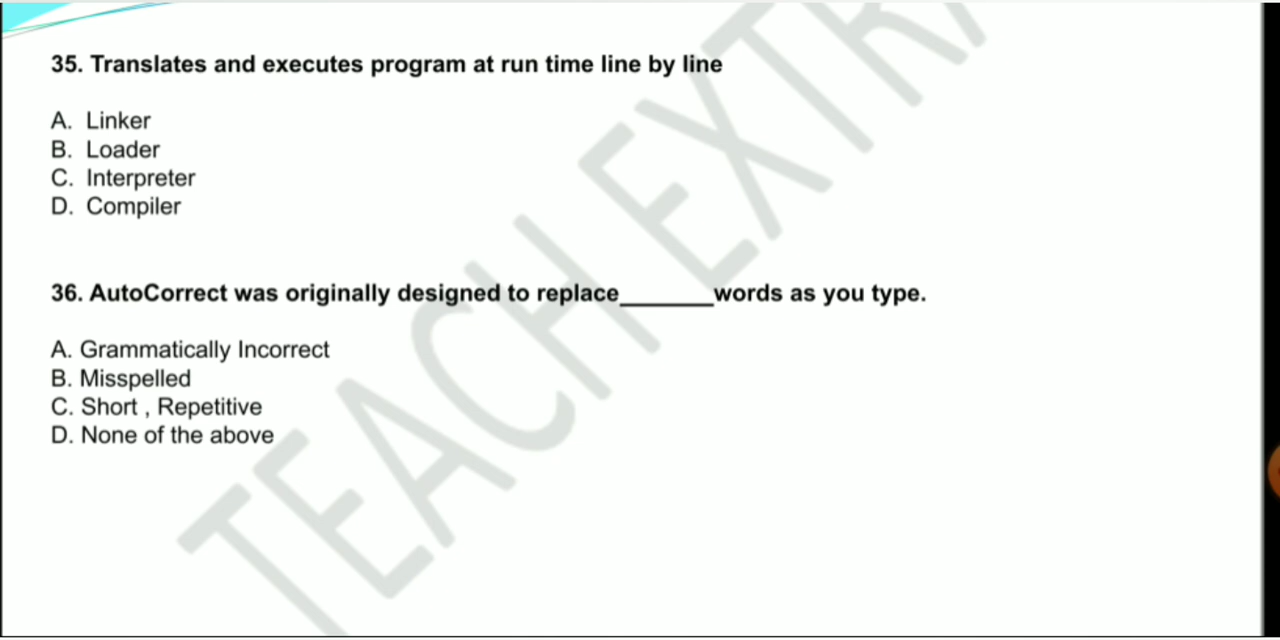 35. Translates and executes program at run time line by line
A. Linker
B. Loader
C. Interpreter
D. Compiler
36. AutoCorrect was originally designed to replace_______words as you type.
A. Grammatically Incorrect
B. Misspelled
C. Short , Repetitive
D. None of the above
TEACH EXTRA